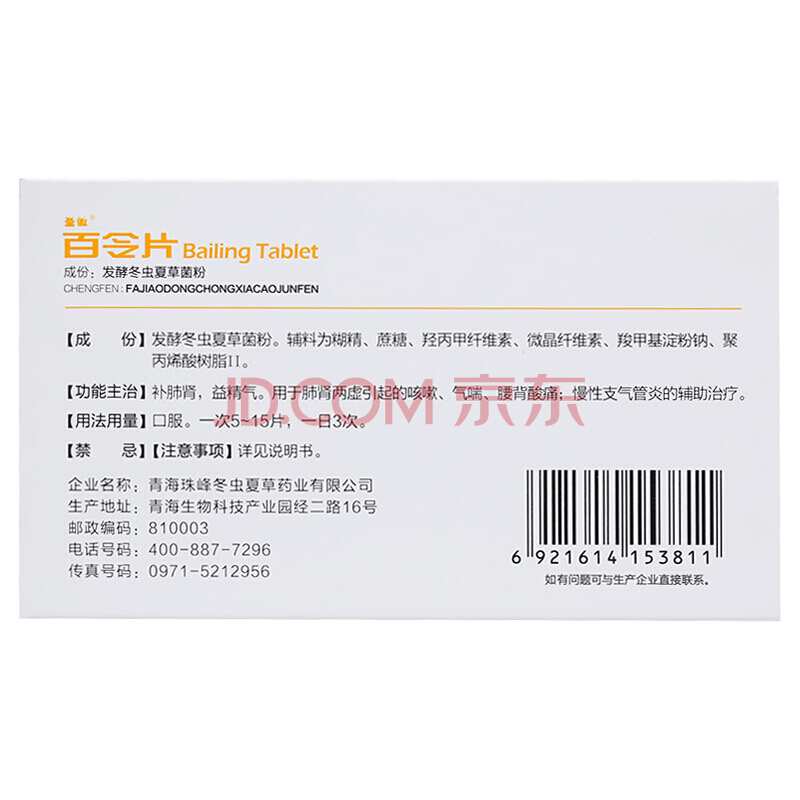 百令片 Bailing Tablet
成份：发酵冬虫夏草菌粉
CHENGFEN：FAJIAODONGCHONGXIACAOJUNFEN
【成　份】发酵冬虫夏草菌粉。辅料为糊精、蔗糖、羟丙甲纤维素、微晶纤维素、羧甲基淀粉钠、聚
丙烯酸树脂II。
【功能主治】补肺肾，益精气。用于肺肾两虚引起的咳嗽、气喘、腰背酸痛；慢性支气管炎的辅助治疗。
JD.COM 京东
【用法用量】口服。一次5~15片，一日3次。
【禁　忌】【注意事项】详见说明书。
企业名称：青海珠峰冬虫夏草药业有限公司
生产地址：青海生物科技产业园经二路16号
邮政编码：810003
电话号码：400-887-7296
传真号码：0971-5212956
6 921614 153811
如有问题可与生产企业直接联系。